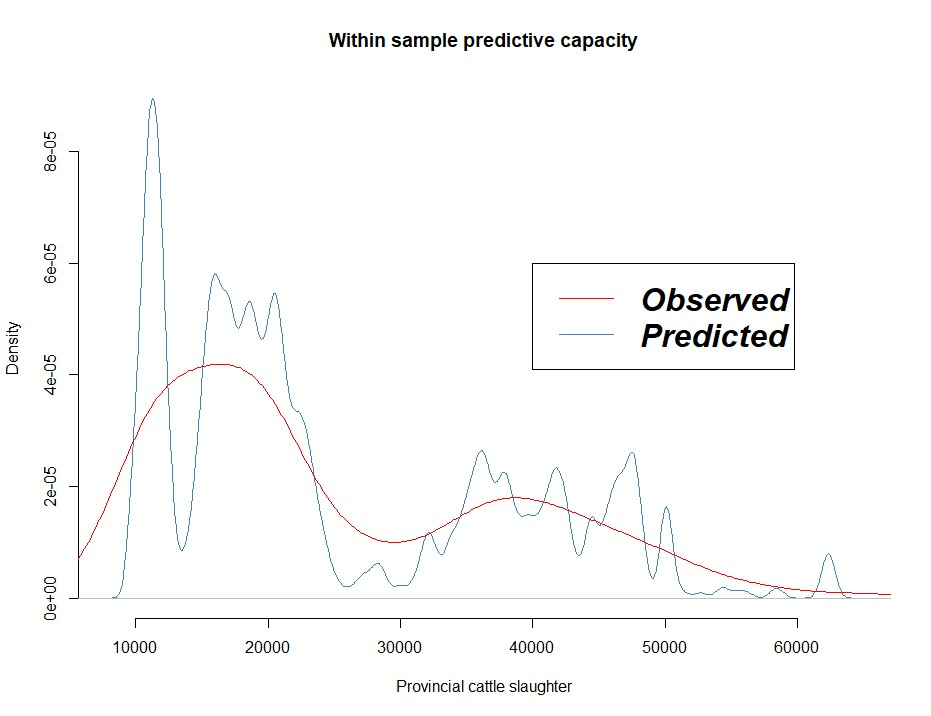 Within sample predictive capacity
8e-05
6e-05
4e-05
2e-05
0e+00
Density
Observed
Predicted
10000 20000 30000 40000 50000 60000
Provincial cattle slaughter